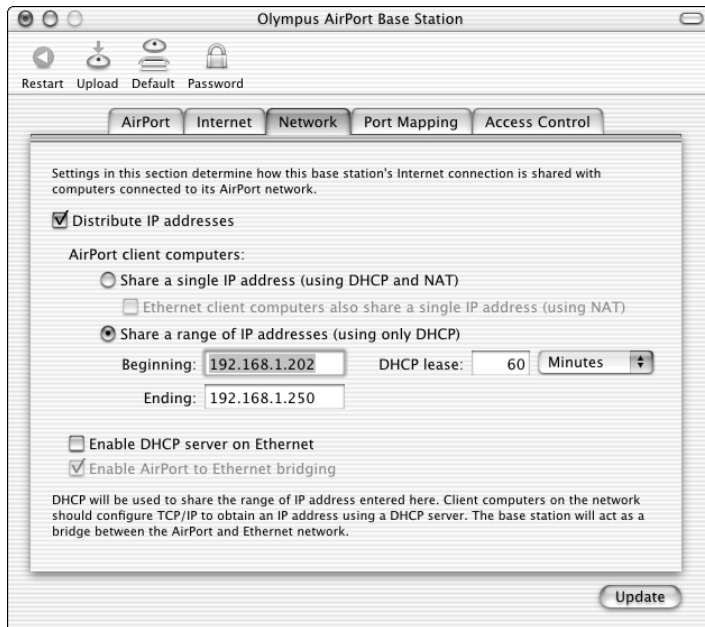 Olympus AirPort Base Station
Restart Upload Default Password
AirPort Internet Network Port Mapping Access Control
Settings in this section determine how this base station's Internet connection is shared with
computers connected to its AirPort network.
Distribute IP addresses
AirPort client computers:
Share a single IP address (using DHCP and NAT)
Ethernet client computers also share a single IP address (using NAT)
Share a range of IP addresses (using only DHCP)
Beginning: 192.168.1.202 DHCP lease: 60 Minutes
Ending: 192.168.1.250
Enable DHCP server on Ethernet
Enable AirPort to Ethernet bridging
DHCP will be used to share the range of IP address entered here. Client computers on the network
should configure TCP/IP to obtain an IP address using a DHCP server. The base station will act as a
bridge between the AirPort and Ethernet network.
Update